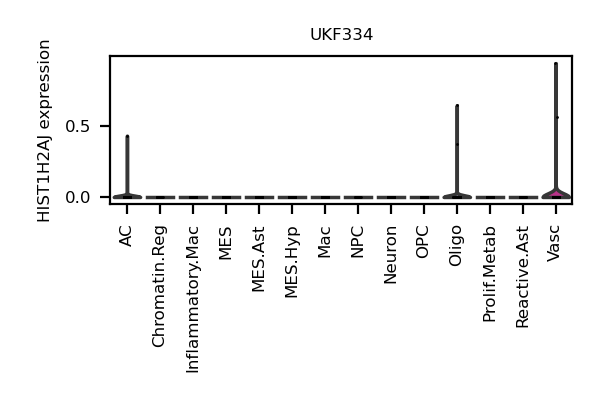 UKF334
HIST1H2AJ expression
0.5
0.0
AC
Chromatin.Reg
Inflammatory.Mac
MES
MES.Ast
MES.Hyp
Mac
NPC
Neuron
OPC
Oligo
Prolif.Metab
Reactive.Ast
Vasc